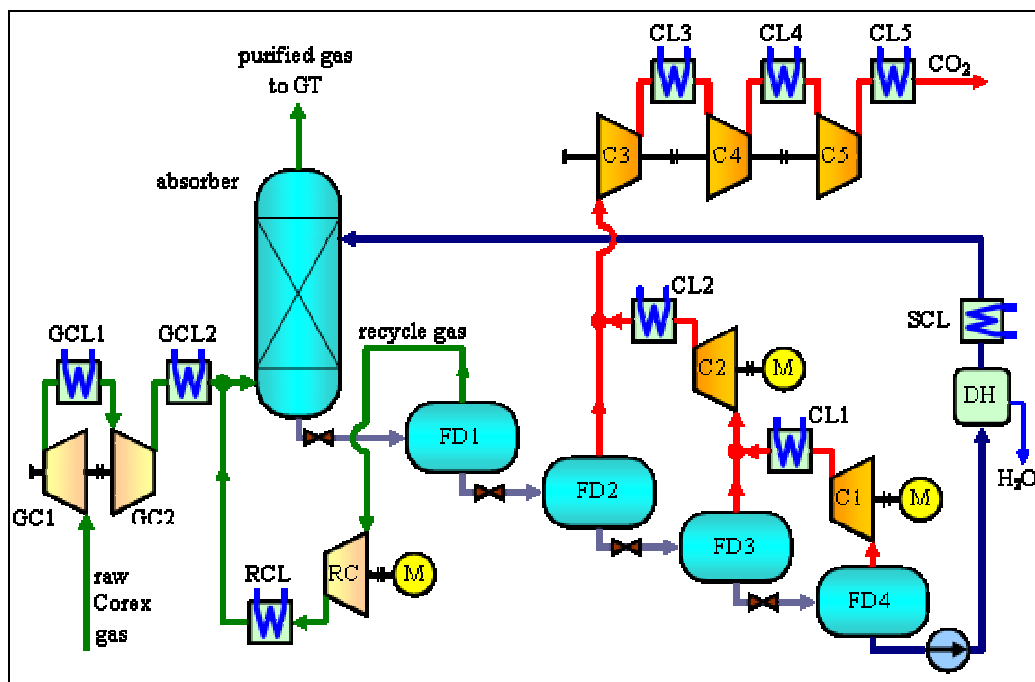 CL3
CL4
CL5
CO₂
purified gas
to GT
C3
C4
C5
absorber
CL2
SCL
GCL1
GCL2
recycle gas
C2
M
DH
CL1
FD1
H₂O
FD2
C1
M
GC1
GC2
FD3
raw
Corex
gas
RCL
RC
M
FD4